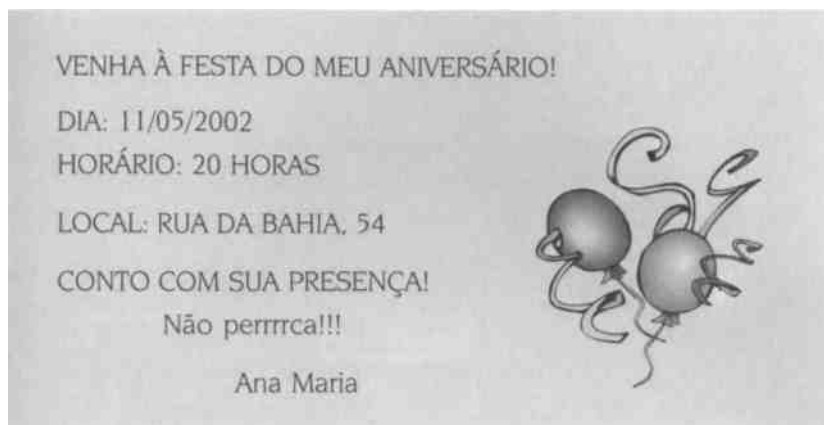 VENHA À FESTA DO MEU ANIVERSÁRIO!
DIA: 11/05/2002
HORÁRIO: 20 HORAS
LOCAL: RUA DA BAHIA, 54
CONTO COM SUA PRESENÇA!
Não perrrrca!!!
Ana Maria